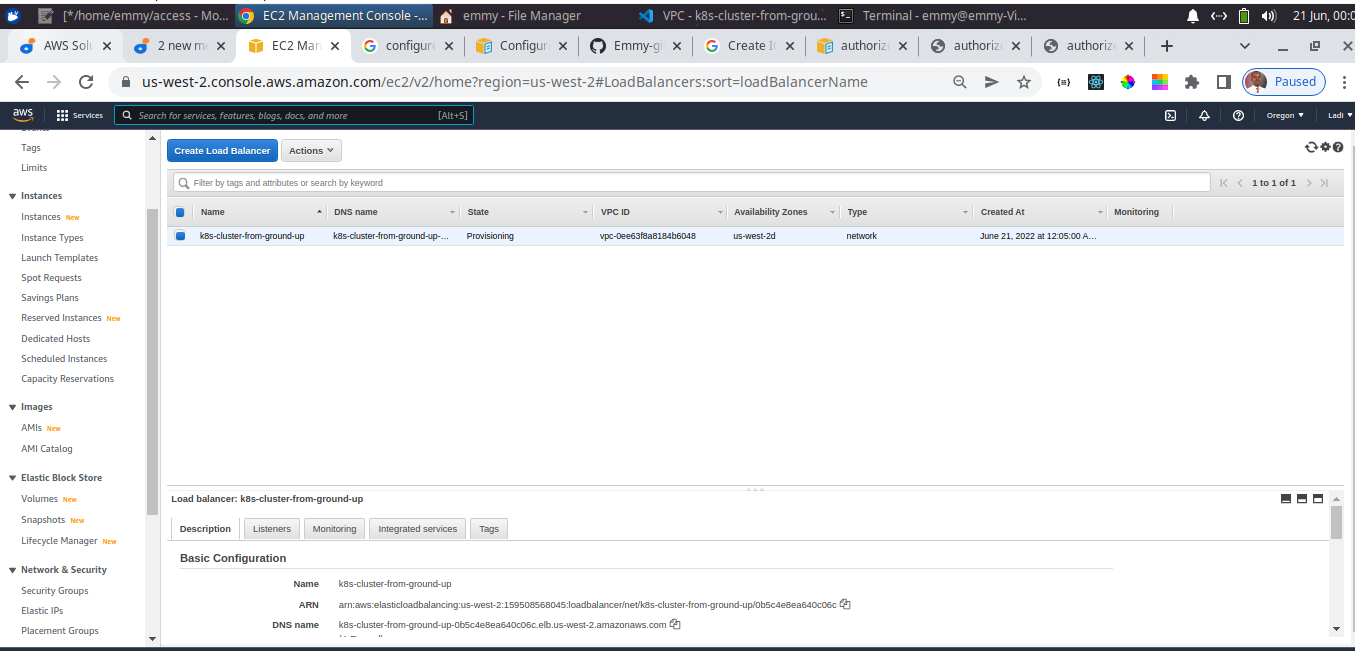 [*/home/emmy/access - Mo... EC2 Management Console -... emmy - File Manager VPC - k8s-cluster-from-grou... Terminal - emmy@emmy-Vi... 21 Jun, 00:0
AWS Solu 2 new m EC2 Man configure Configur Emmy-gi Create IC authorize authorize authorize
us-west-2.console.aws.amazon.com/ec2/v2/home?region=us-west-2#LoadBalancers:sort=loadBalancerName Paused
aws Services Search for services, features, blogs, docs, and more [Alt+S] Oregon Ladi
Events
Tags
Limits
Instances
Instances New
Instance Types
Launch Templates
Spot Requests
Savings Plans
Reserved Instances New
Dedicated Hosts
Scheduled Instances
Capacity Reservations
Images
AMIs New
AMI Catalog
Elastic Block Store
Volumes New
Snapshots New
Lifecycle Manager New
Network & Security
Security Groups
Elastic IPs
Placement Groups
Create Load Balancer Actions
Filter by tags and attributes or search by keyword 1 to 1 of 1
Name DNS name State VPC ID Availability Zones Type Created At Monitoring
k8s-cluster-from-ground-up k8s-cluster-from-ground-up-... Provisioning vpc-0ee63f8a8184b6048 us-west-2d network June 21, 2022 at 12:05:00 A...
Load balancer: k8s-cluster-from-ground-up
Description Listeners Monitoring Integrated services Tags
Basic Configuration
Name k8s-cluster-from-ground-up
ARN arn:aws:elasticloadbalancing:us-west-2:159508568045:loadbalancer/net/k8s-cluster-from-ground-up/0b5c4e8ea640c06c
DNS name k8s-cluster-from-ground-up-0b5c4e8ea640c06c.elb.us-west-2.amazonaws.com